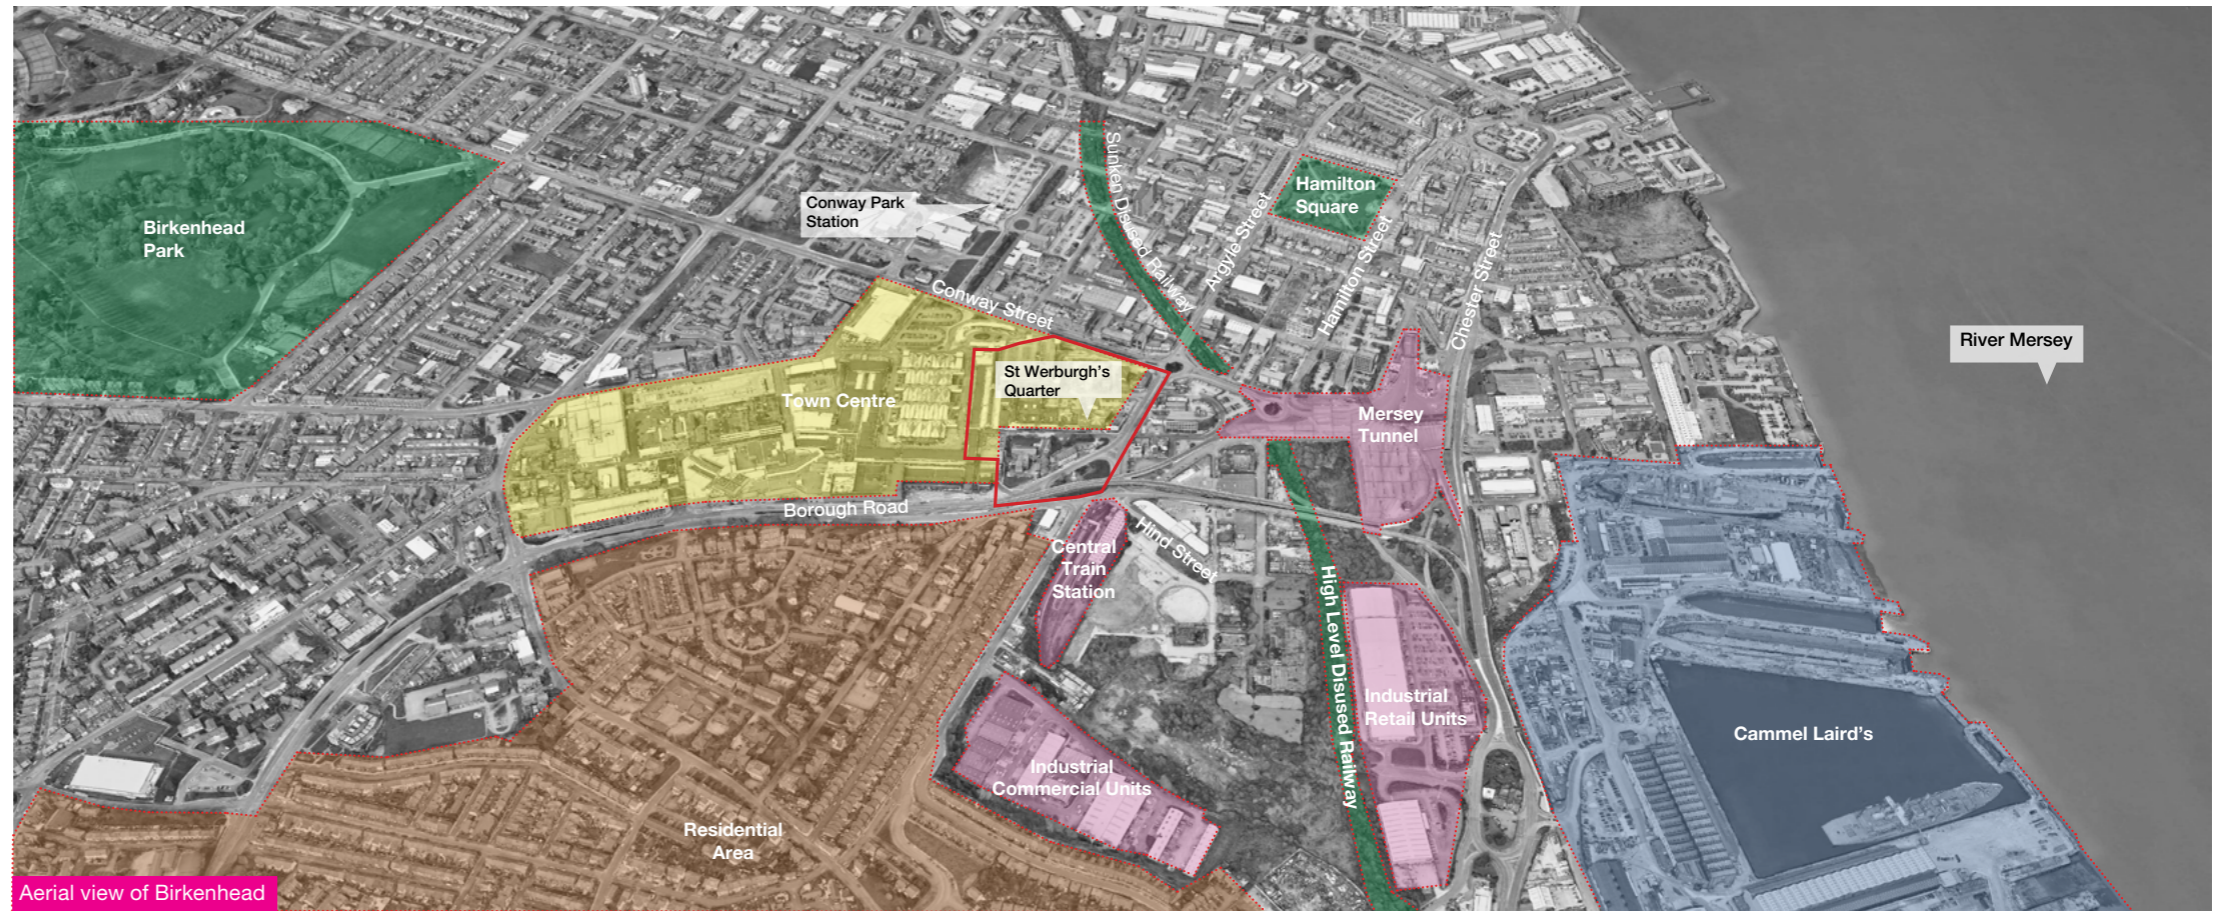 Sunken Disused Railway
Hamilton
Square
Conway Park
Station
Birkenhead
Park
Argyle Street
Hamilton Street
Chester Street
Conway Street
River Mersey
St Werburgh's
Quarter
Town Centre
Mersey
Tunnel
Borough Road
Central
Train
Station
Hind Street
High Level Disused Railway
Industrial
Retail Units
Cammel Laird's
Industrial
Commercial Units
Residential
Area
Aerial view of Birkenhead